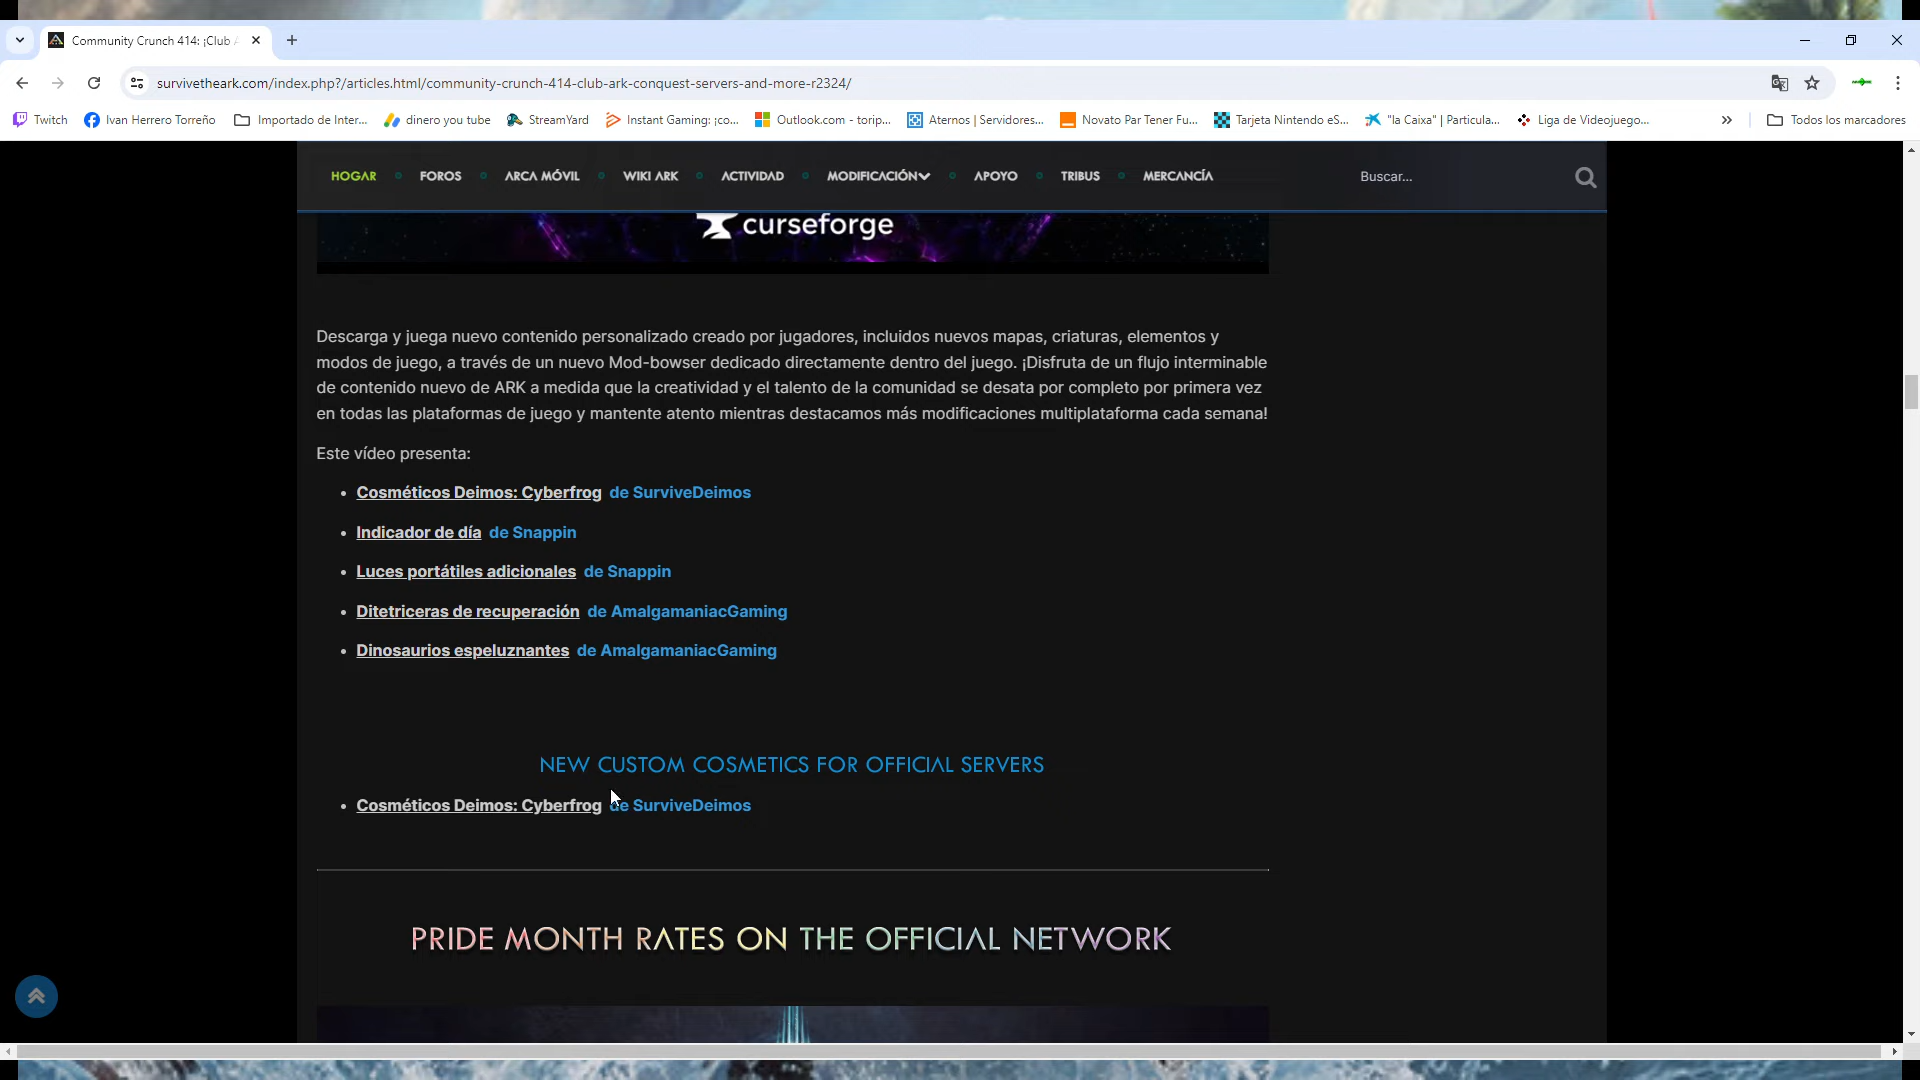 Community Crunch 414: ¡Club
survivetheark.com/index.php?/articles.html/community-crunch-414-club-ark-conquest-servers-and-more-r2324/
Twitch Ivan Herrero Torreño Importado de Inter... dinero you tube StreamYard Instant Gaming: ¡co... Outlook.com - torip... Aternos | Servidores... Novato Par Tener Fu... Tarjeta Nintendo eS... "la Caixa" | Particula... Liga de Videojuego... » Todos los marcadores
HOGAR FOROS ARCA MÓVIL WIKI ARK ACTIVIDAD MODIFICACIÓN APOYO TRIBUS MERCANCÍA Buscar...
curseforge
Descarga y juega nuevo contenido personalizado creado por jugadores, incluidos nuevos mapas, criaturas, elementos y
modos de juego, a través de un nuevo Mod-bowser dedicado directamente dentro del juego. ¡Disfruta de un flujo interminable
de contenido nuevo de ARK a medida que la creatividad y el talento de la comunidad se desata por completo por primera vez
en todas las plataformas de juego y mantente atento mientras destacamos más modificaciones multiplataforma cada semana!
Este vídeo presenta:
• Cosméticos Deimos: Cyberfrog de SurviveDeimos
• Indicador de día de Snappin
• Luces portátiles adicionales de Snappin
• Ditetriceras de recuperación de AmalgamaniacGaming
• Dinosaurios espeluznantes de AmalgamaniacGaming
NEW CUSTOM COSMETICS FOR OFFICIAL SERVERS
• Cosméticos Deimos: Cyberfrog de SurviveDeimos
PRIDE MONTH RATES ON THE OFFICIAL NETWORK